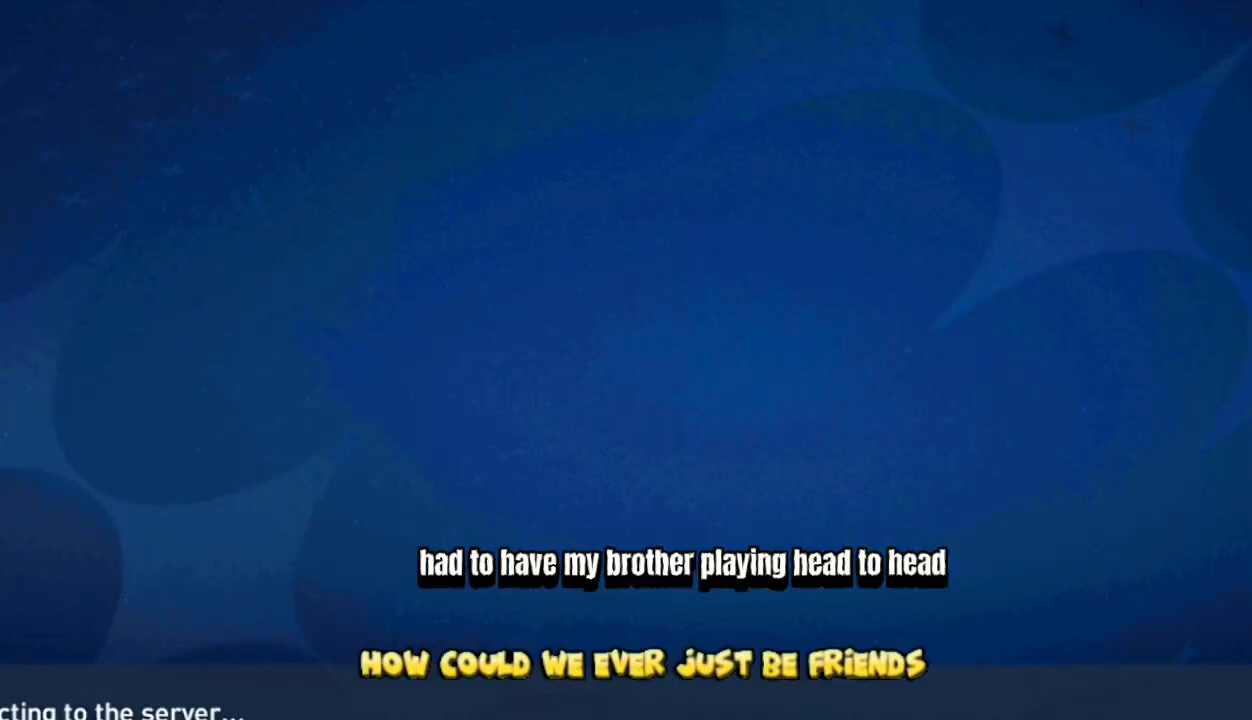 had to have my brother playing head to head
HOW COULD WE EVER JUST BE FRiENDS
cting to the server...